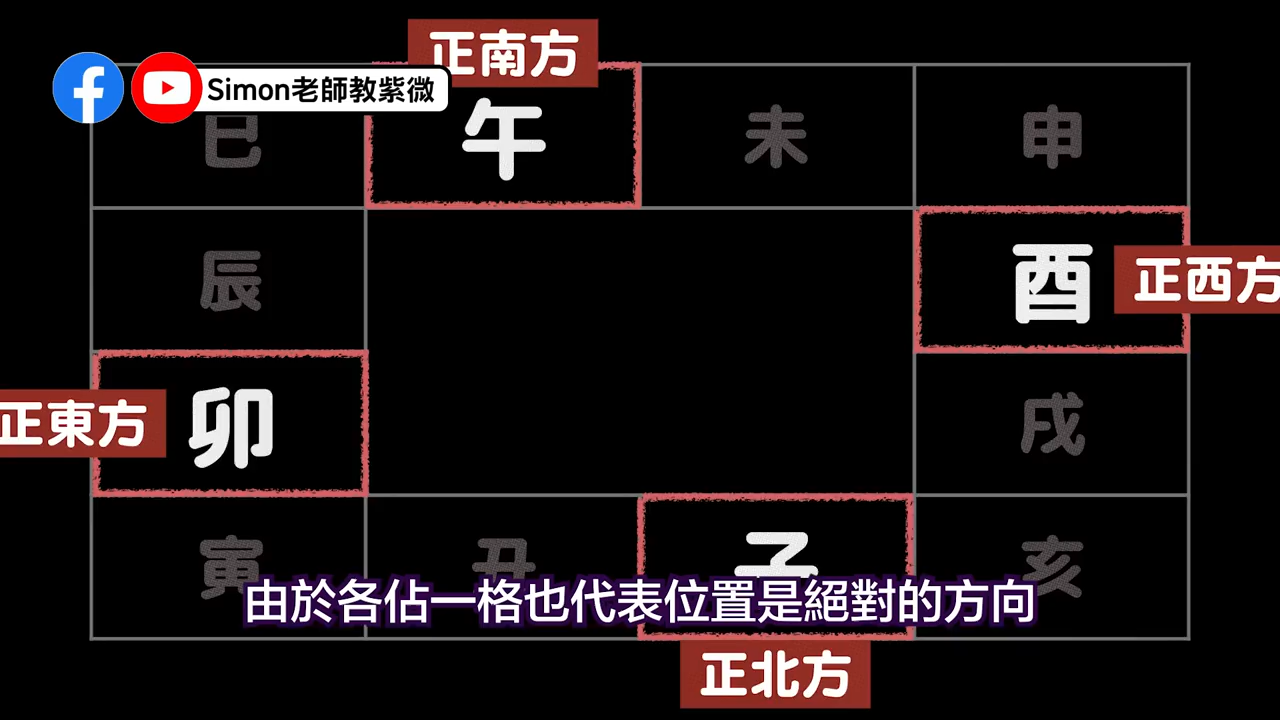 正南方
Simon老師教紫微
巳
午
未
申
辰
酉
正西方
正東方
卯
戌
寅
丑
子
亥
由於各佔一格也代表位置是絕對的方向
正北方